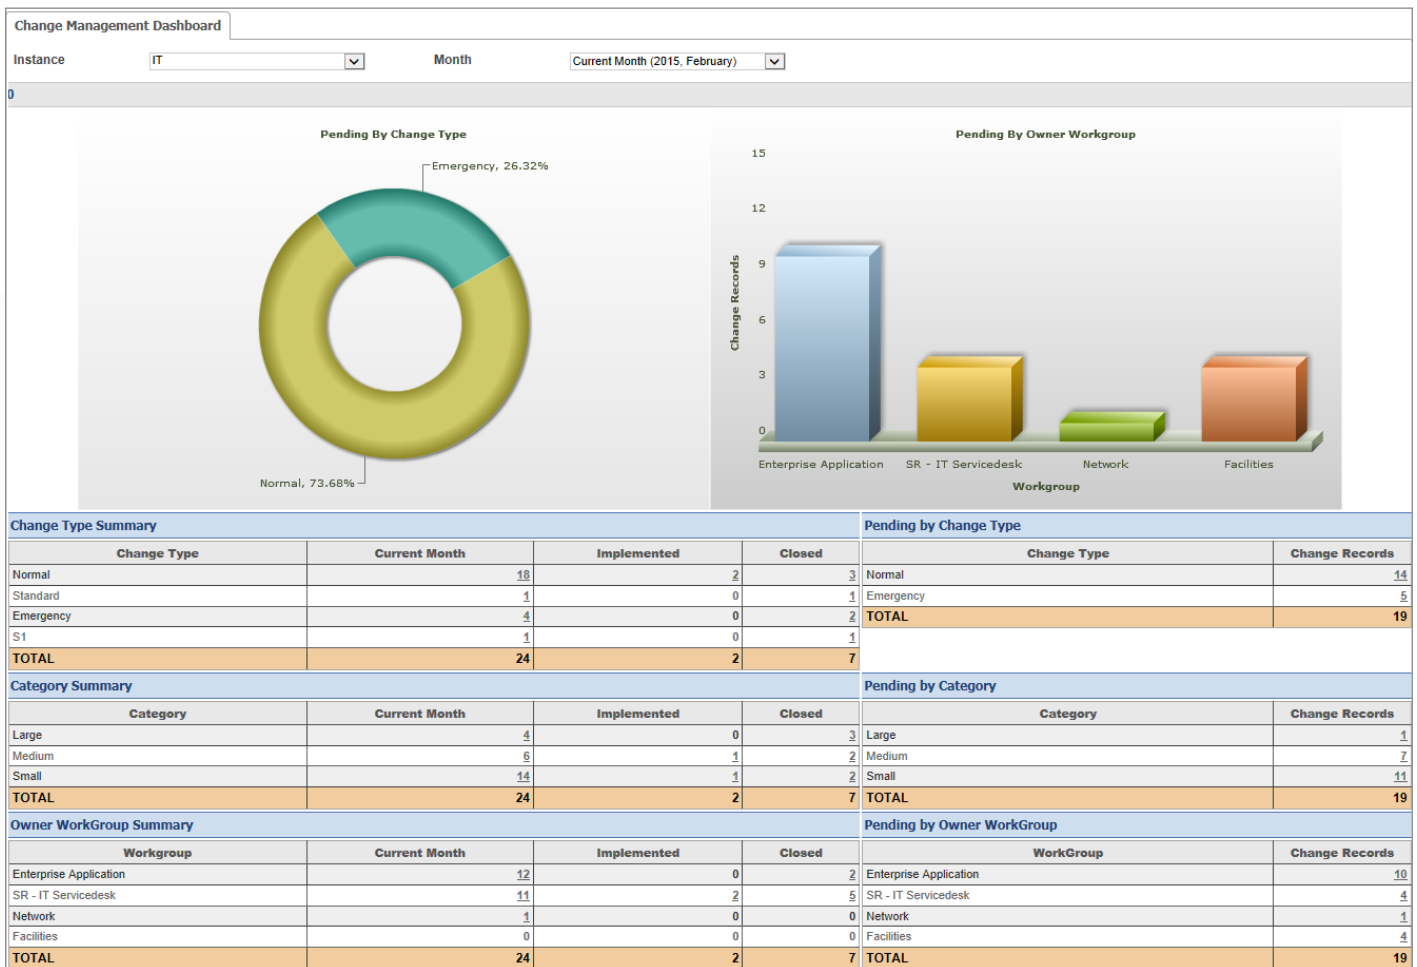 Change Management Dashboard
Instance IT Month Current Month (2015, February)
0
Pending By Change Type
Emergency, 26.32%
Normal, 73.68%
Pending By Owner Workgroup
15
12
9
6
3
0
Change Records
Enterprise Application SR - IT Servicedesk Network Facilities
Workgroup
Change Type Summary
Change Type Current Month Implemented Closed
Normal 18 2 3
Standard 1 0 1
Emergency 4 0 2
S1 1 0 1
TOTAL 24 2 7
Pending by Change Type
Change Type Change Records
Normal 14
Emergency 5
TOTAL 19
Category Summary
Category Current Month Implemented Closed
Large 4 0 3
Medium 6 1 2
Small 14 1 2
TOTAL 24 2 7
Pending by Category
Category Change Records
Large 1
Medium 7
Small 11
TOTAL 19
Owner WorkGroup Summary
Workgroup Current Month Implemented Closed
Enterprise Application 12 0 2
SR - IT Servicedesk 11 2 5
Network 1 0 0
Facilities 0 0 0
TOTAL 24 2 7
Pending by Owner WorkGroup
WorkGroup Change Records
Enterprise Application 10
SR - IT Servicedesk 4
Network 1
Facilities 4
TOTAL 19